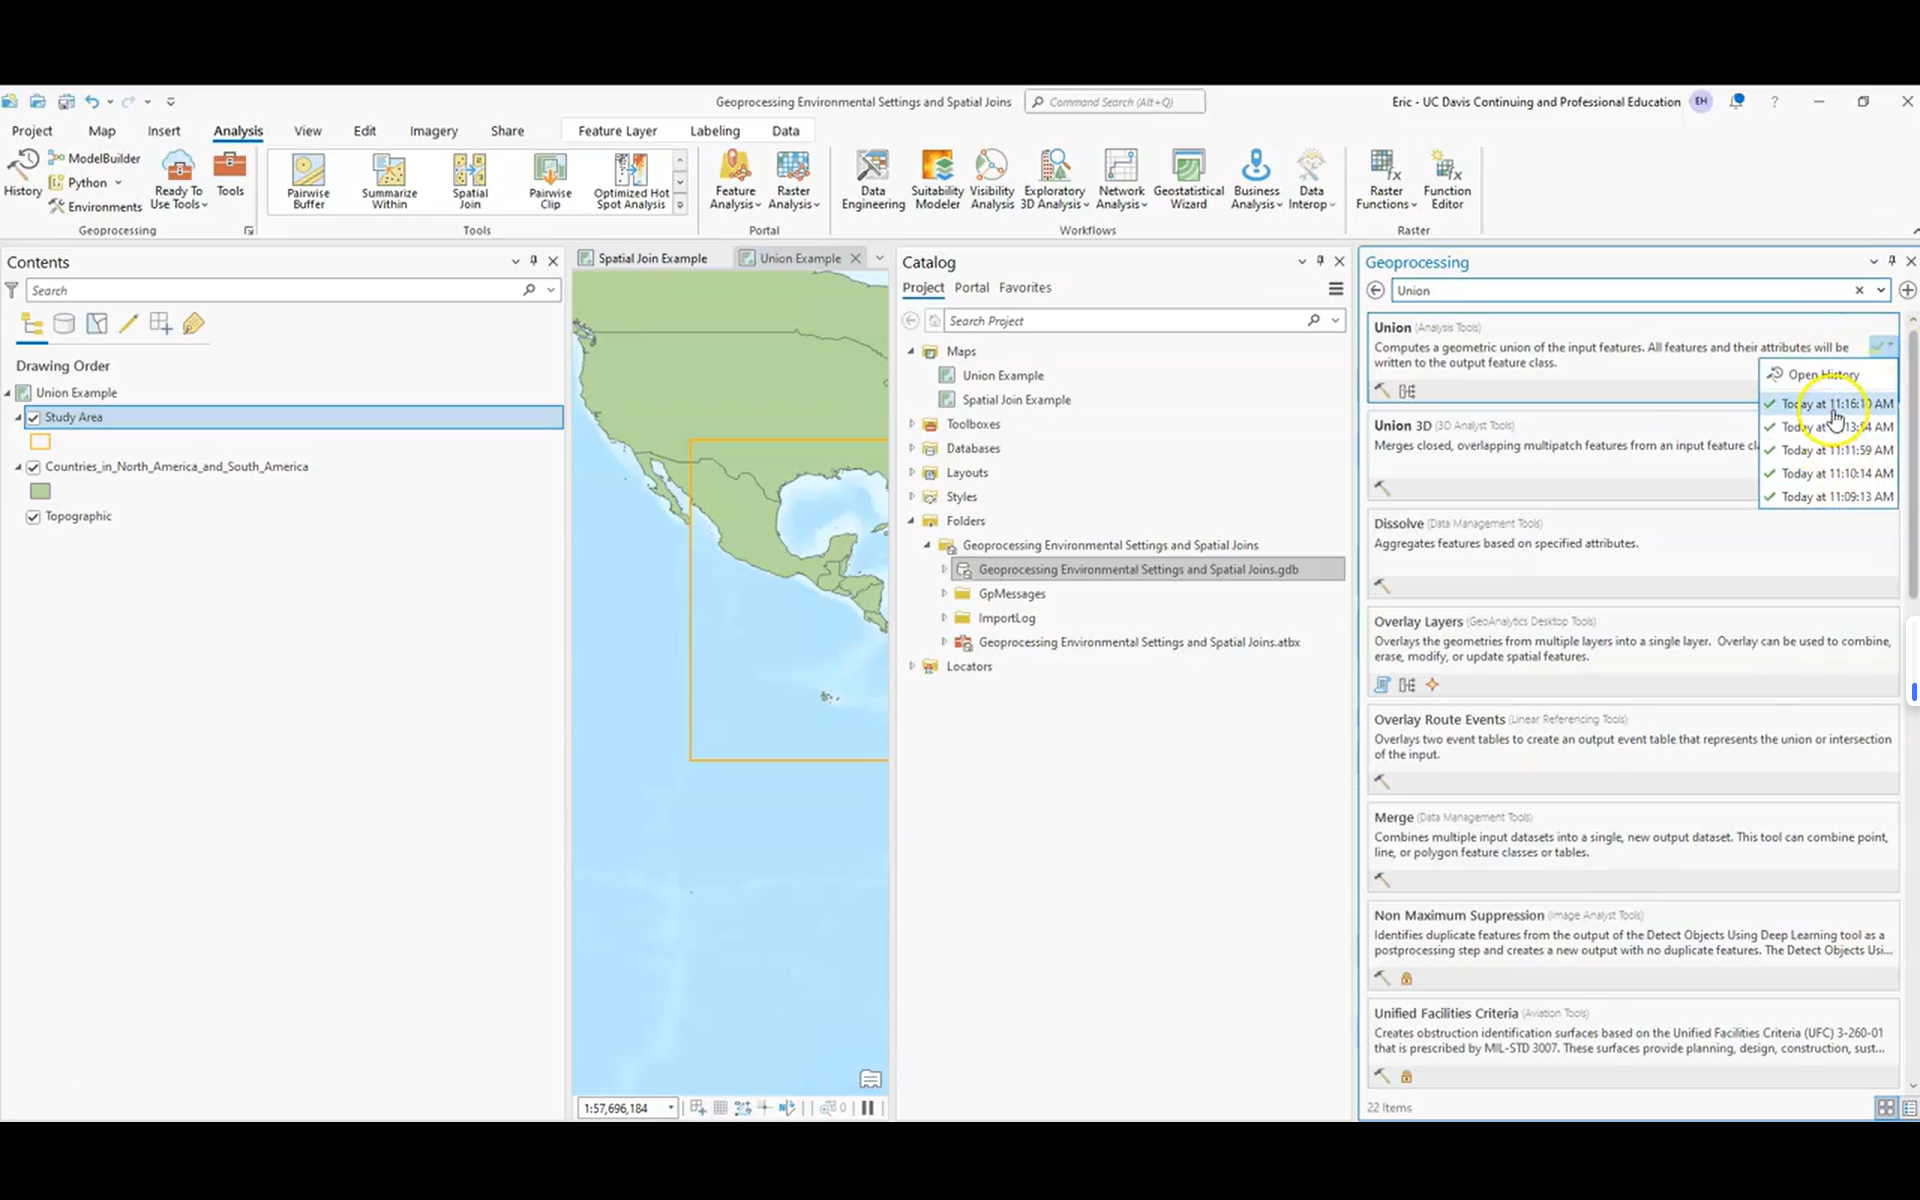 Geoprocessing Environmental Settings and Spatial Joins
Command Search (Alt+Q)
Eric - UC Davis Continuing and Professional Education
EH
?
Project
Map
Insert
Analysis
View
Edit
Imagery
Share
Feature Layer
Labeling
Data
History
ModelBuilder
Python
Environments
Ready To Use Tools
Tools
Pairwise Buffer
Summarize Within
Spatial Join
Pairwise Clip
Optimized Hot Spot Analysis
Feature Analysis
Raster Analysis
Data Engineering
Suitability Modeler
Visibility Analysis
Exploratory 3D Analysis
Network Analysis
Geostatistical Wizard
Business Analysis
Data Interop
Raster Functions
Function Editor
Geoprocessing
Tools
Portal
Workflows
Raster
Contents
Search
Drawing Order
Union Example
Study Area
Countries_in_North_America_and_South_America
Topographic
Spatial Join Example
Union Example
1:57,696,184
0
Catalog
Project
Portal
Favorites
Search Project
Maps
Union Example
Spatial Join Example
Toolboxes
Databases
Layouts
Styles
Folders
Geoprocessing Environmental Settings and Spatial Joins
Geoprocessing Environmental Settings and Spatial Joins.gdb
GpMessages
ImportLog
Geoprocessing Environmental Settings and Spatial Joins.atbx
Locators
Geoprocessing
Union
Union (Analysis Tools)
Computes a geometric union of the input features. All features and their attributes will be
written to the output feature class.
Open History
Today at 11:16:10 AM
Today at AM
Today at 11:11:59 AM
Today at 11:10:14 AM
Today at 11:09:13 AM
Union 3D (3D Analyst Tools)
Merges closed, overlapping multipatch features from an input feature
Dissolve (Data Management Tools)
Aggregates features based on specified attributes.
Overlay Layers (GeoAnalytics Desktop Tools)
Overlays the geometries from multiple layers into a single layer. Overlay can be used to combine,
erase, modify, or update spatial features.
Overlay Route Events (Linear Referencing Tools)
Overlays two event tables to create an output event table that represents the union or intersection
of the input.
Merge (Data Management Tools)
Combines multiple input datasets into a single, new output dataset. This tool can combine point,
line, or polygon feature classes or tables.
Non Maximum Suppression (Image Analyst Tools)
Identifies duplicate features from the output of the Detect Objects Using Deep Learning tool as a
postprocessing step and creates a new output with no duplicate features. The Detect Objects Usi...
Unified Facilities Criteria (Aviation Tools)
Creates obstruction identification surfaces based on the Unified Facilities Criteria (UFC) 3-260-01
that is prescribed by MIL-STD 3007. These surfaces provide planning, design, construction, sust...
22 Items